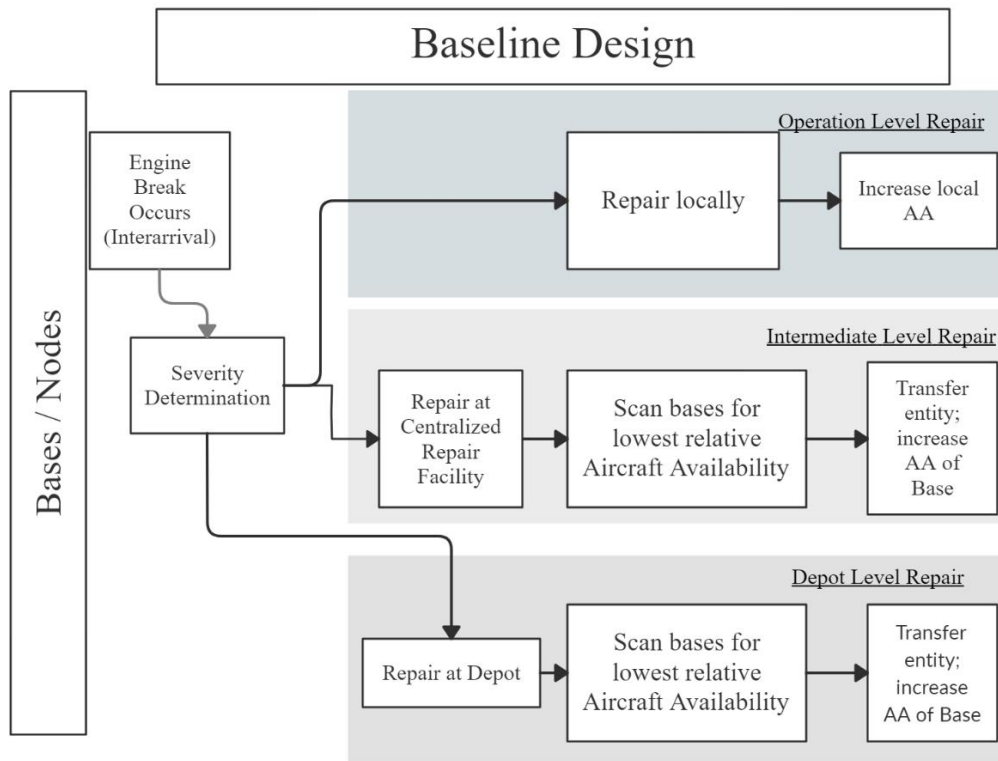 Baseline Design
Bases / Nodes
Engine
Break
Occurs
(Interarrival)
Severity
Determination
Operation Level Repair
Repair locally
Increase local
AA
Intermediate Level Repair
Repair at
Centralized
Repair
Facility
Scan bases for
lowest relative
Aircraft Availability
Transfer
entity;
increase
AA of
Base
Depot Level Repair
Repair at Depot
Scan bases for
lowest relative
Aircraft Availability
Transfer
entity;
increase
AA of Base